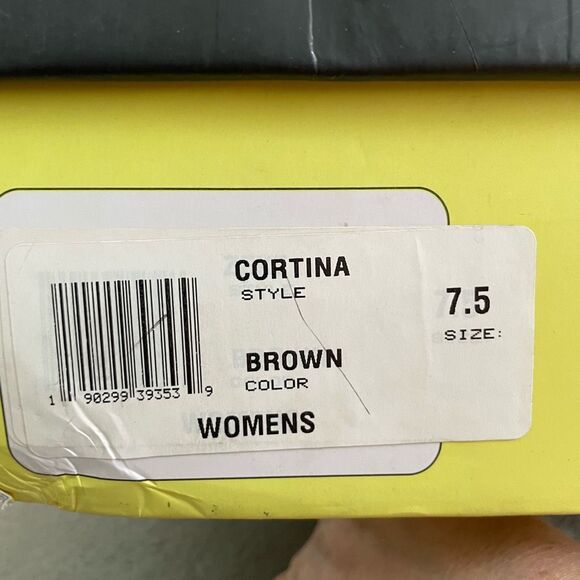 CORTINA
STYLE
7.5
SIZE:
BROWN
COLOR
1 90299 39353 9
WOMENS